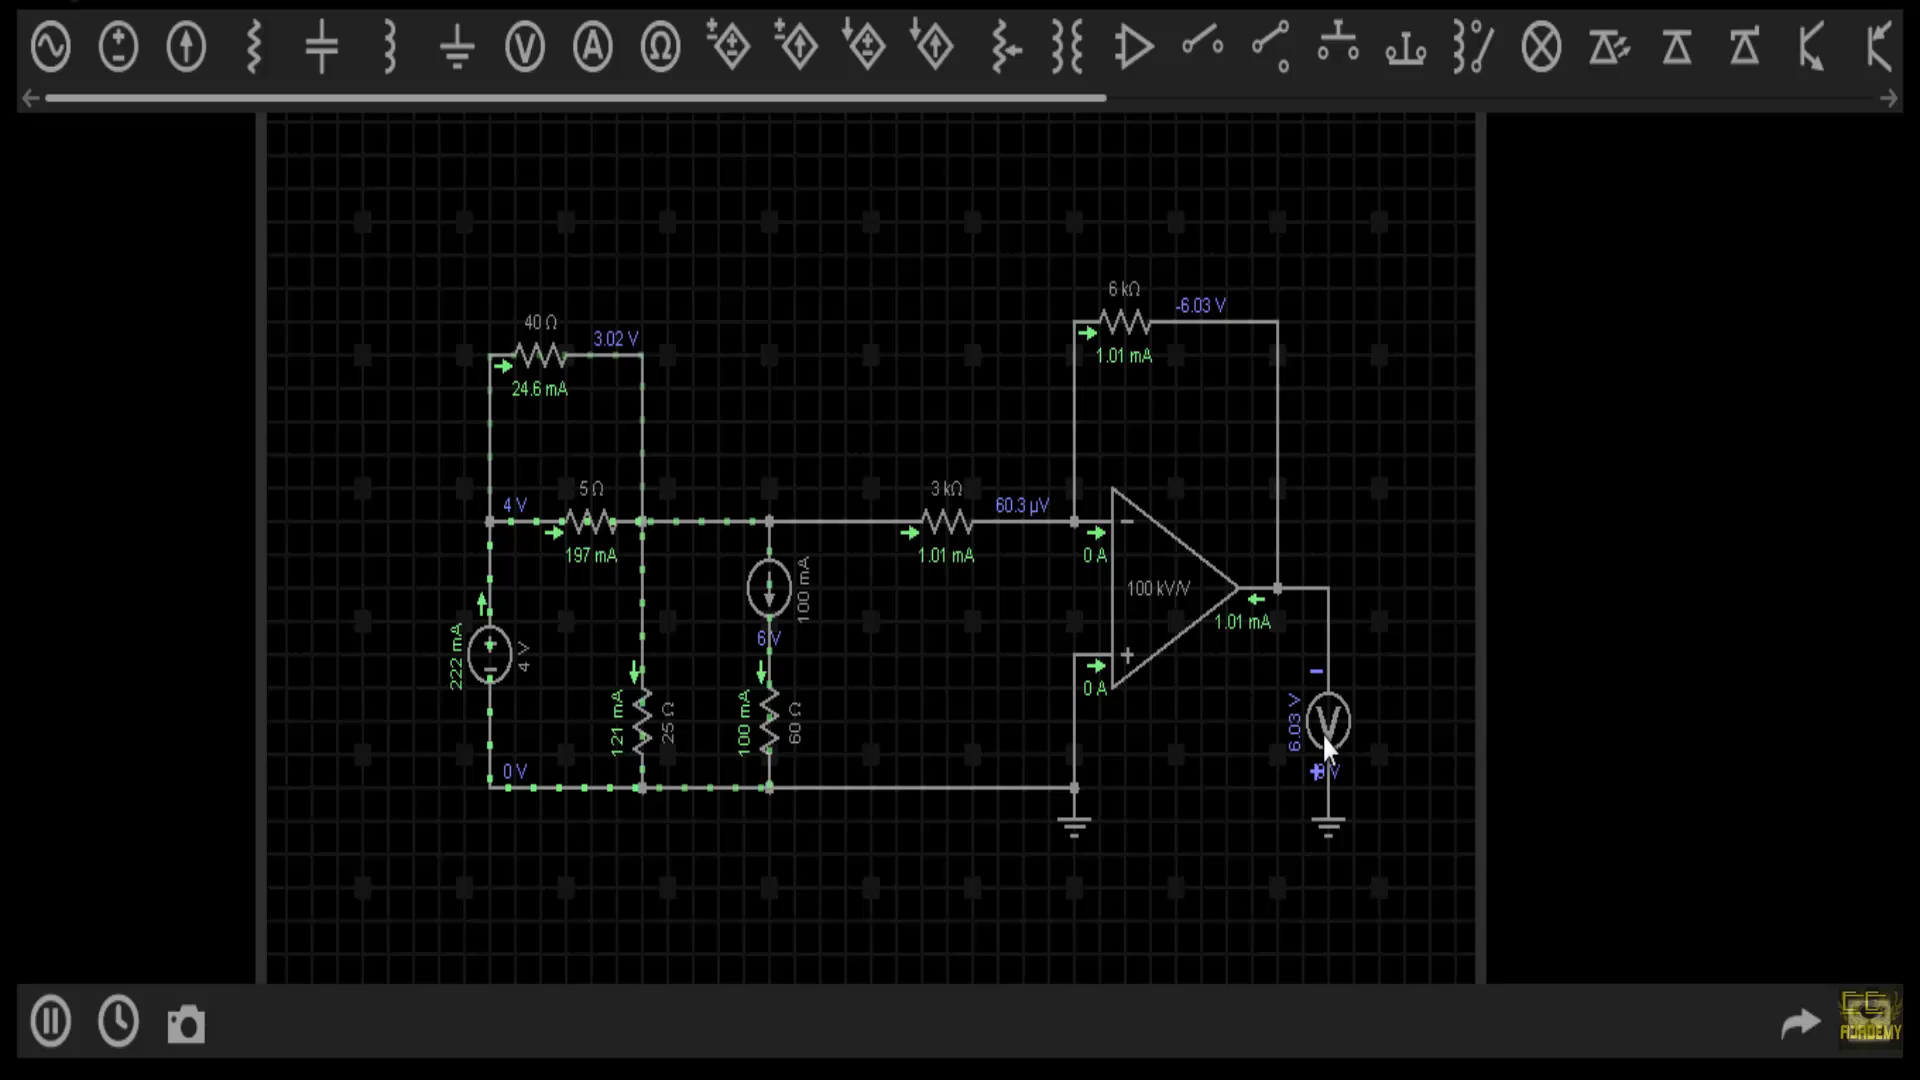 V A Ω
6 kΩ
-6.03 V
40 Ω
3.02 V
1.01 mA
24.6 mA
4 V
5 Ω
3 kΩ
60.3 µV
197 mA
1.01 mA
0 A
100 mA
100 kV/V
222 mA
4 V
6 V
1.01 mA
0 A
121 mA
25 Ω
100 mA
60 Ω
6.03 V
V
0 V
ACADEMY